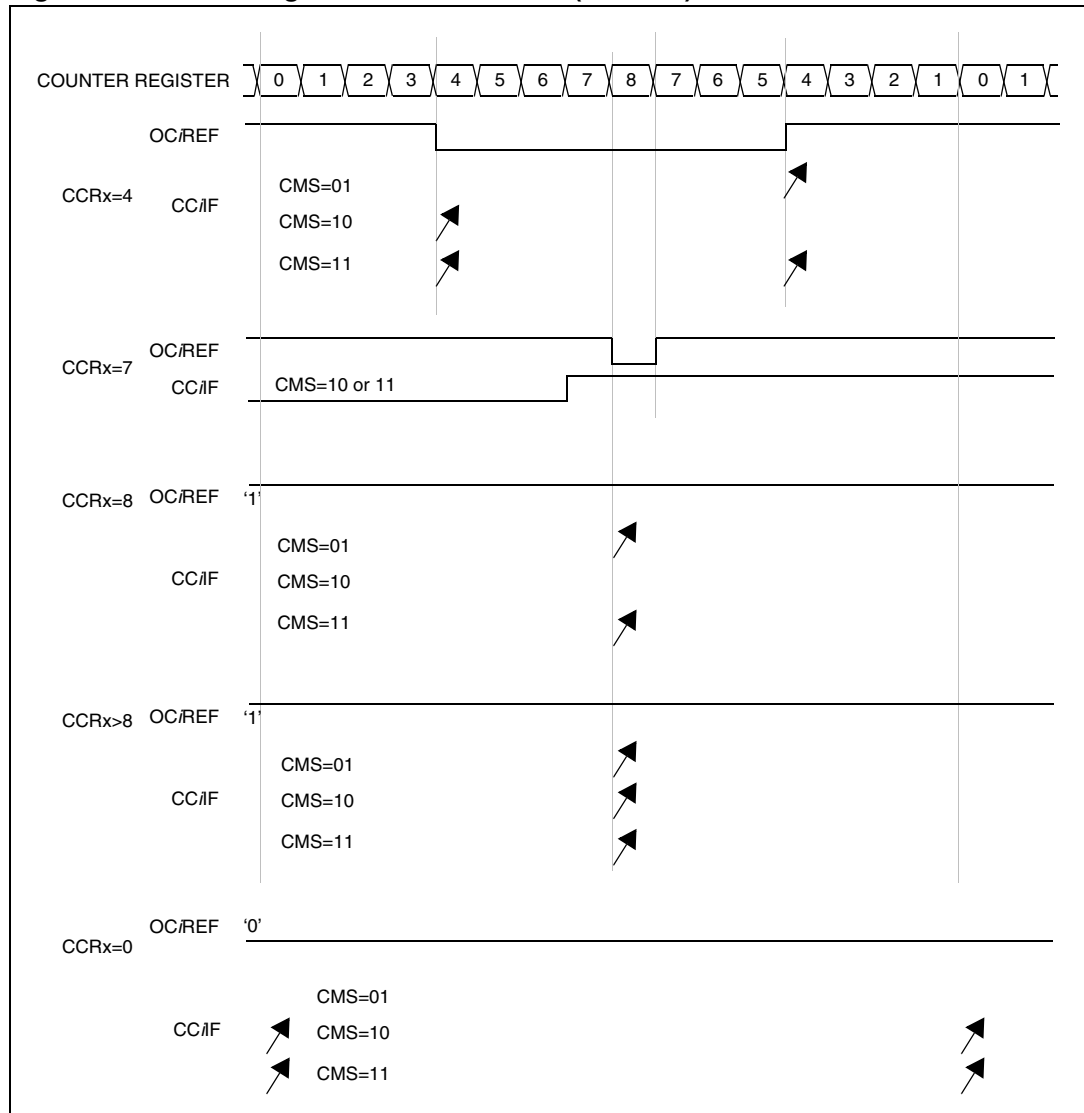 COUNTER REGISTER 0 1 2 3 4 5 6 7 8 7 6 5 4 3 2 1 0 1
OCiREF
CCRx=4 CCiIF
CMS=01
CMS=10
CMS=11
CCRx=7
OCiREF
CCiIF CMS=10 or 11
CCRx=8 OCiREF ‘1’
CMS=01
CCiIF CMS=10
CMS=11
CCRx>8 OCiREF ‘1’
CMS=01
CCiIF CMS=10
CMS=11
OCiREF ‘0’
CCRx=0
CMS=01
CCiIF CMS=10
CMS=11